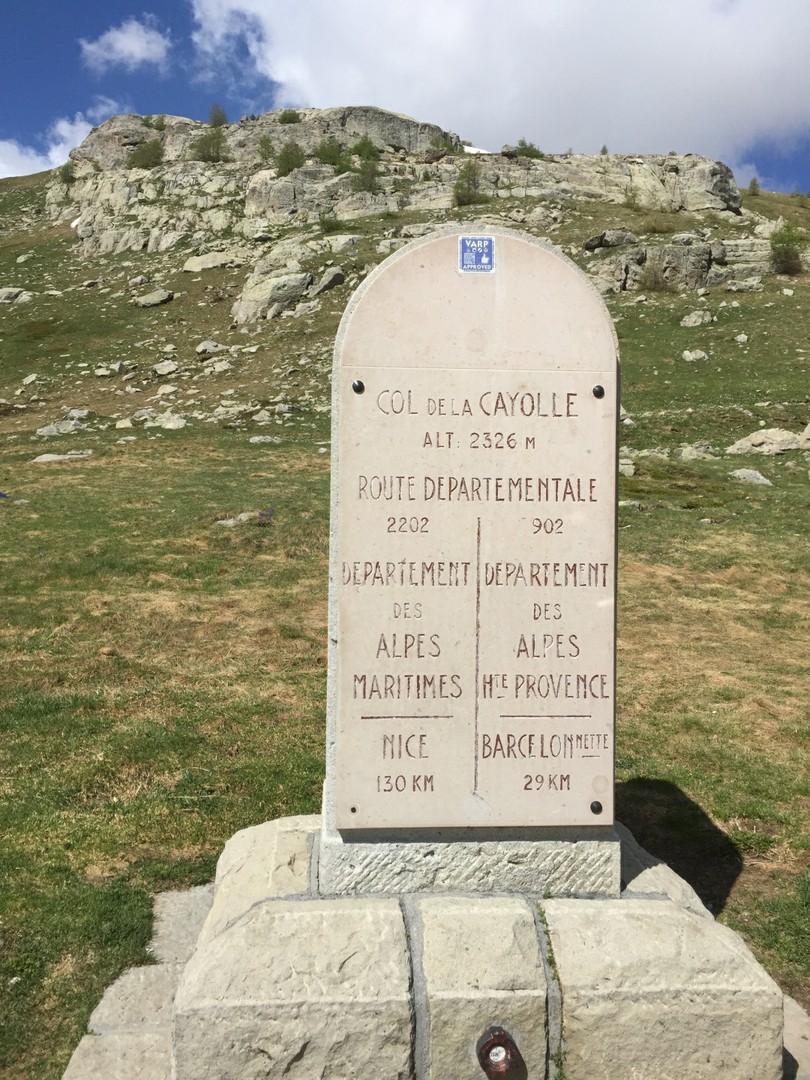 VARP
APPROVED
COL DE LA CAYOLLE
ALT: 2326 M
ROUTE DEPARTEMENTALE
2202 902
DEPARTEMENT
DES
ALPES
MARITIMES
NICE
130 KM
DEPARTEMENT
DES
ALPES
HTE PROVENCE
BARCELONNETTE
29 KM